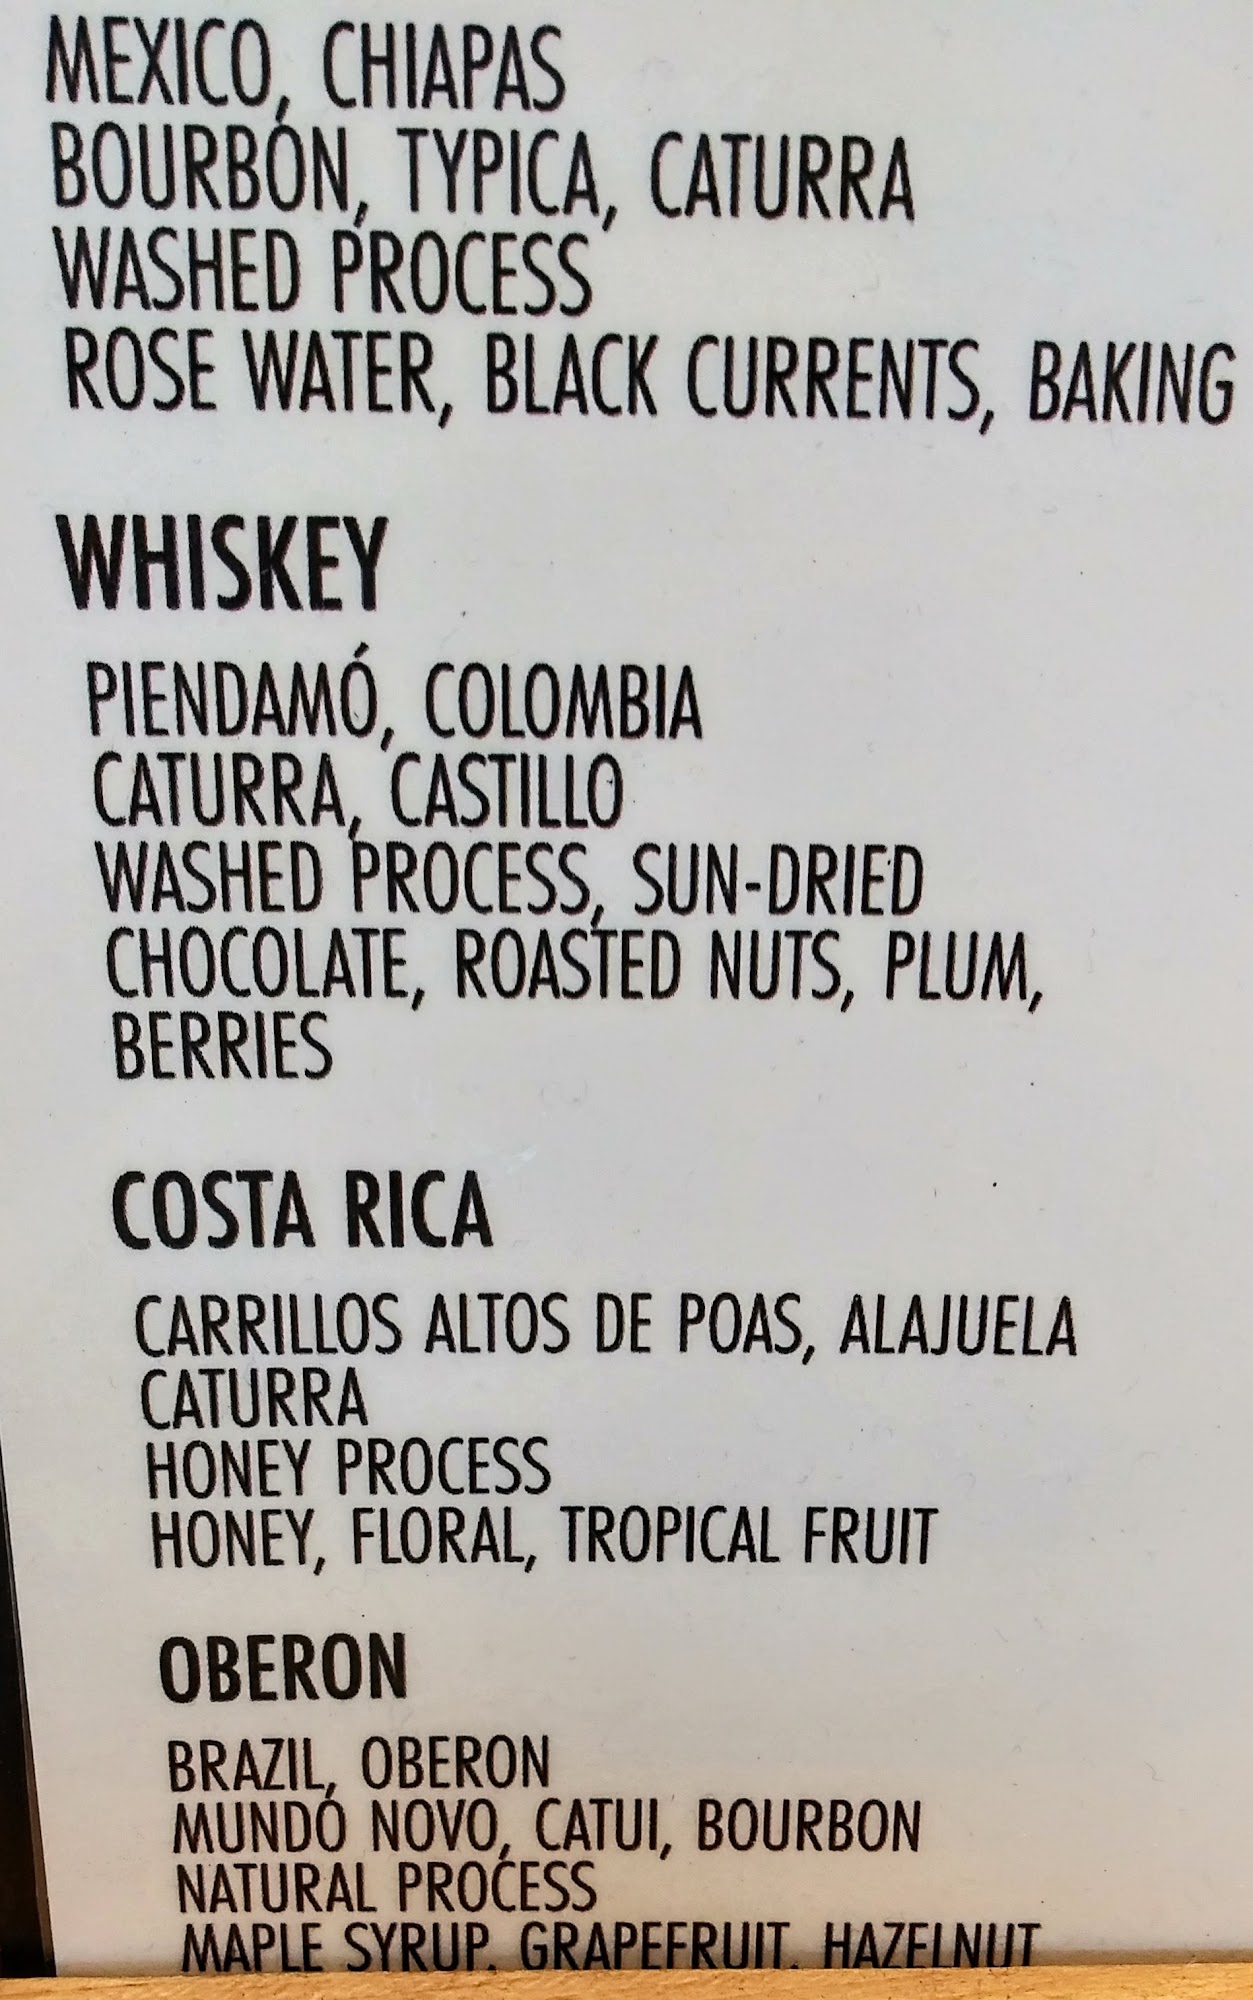 MEXICO, CHIAPAS
BOURBON, TYPICA, CATURRA
WASHED PROCESS
ROSE WATER, BLACK CURRENTS, BAKING
WHISKEY
PIENDAMÓ, COLOMBIA
CATURRA, CASTILLO
WASHED PROCESS, SUN-DRIED
CHOCOLATE, ROASTED NUTS, PLUM,
BERRIES
COSTA RICA
CARRILLOS ALTOS DE POAS, ALAJUELA
CATURRA
HONEY PROCESS
HONEY, FLORAL, TROPICAL FRUIT
OBERON
BRAZIL, OBERON
MUNDO NOVO, CATUI, BOURBON
NATURAL PROCESS
MAPLE SYRUP, GRAPEFRUIT, HAZELNUT